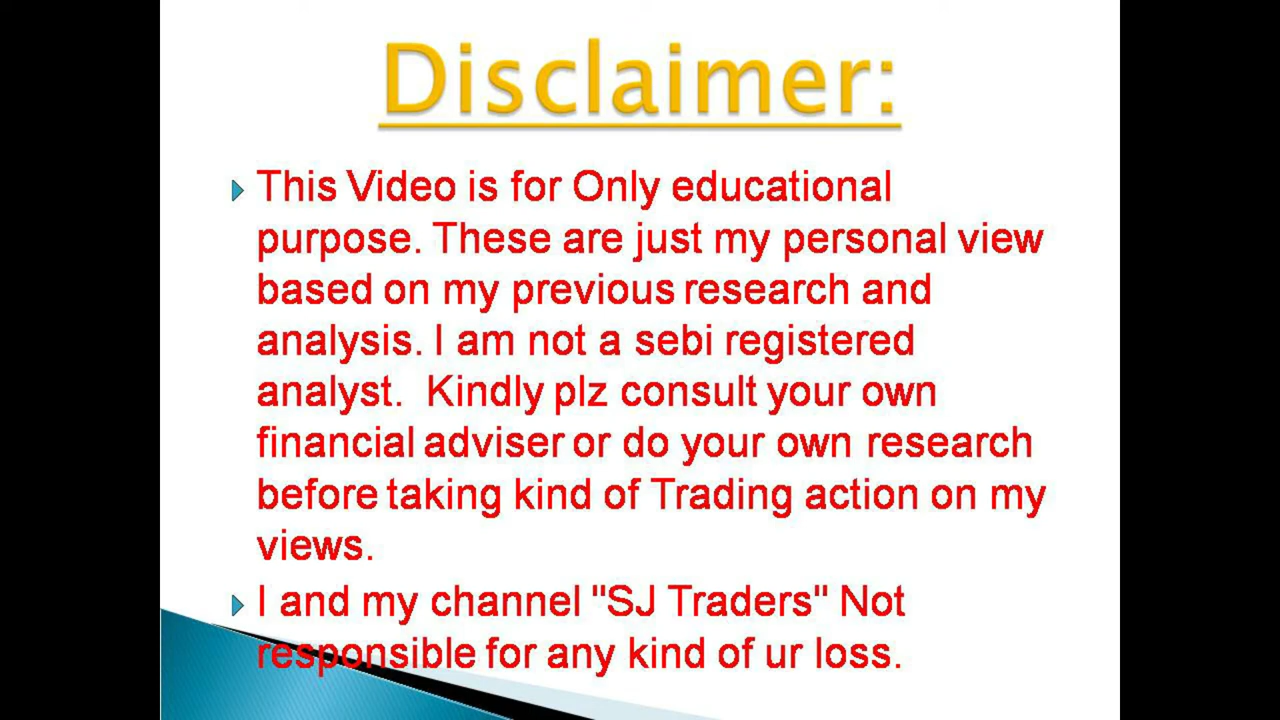 Disclaimer:
This Video is for Only educational
purpose. These are just my personal view
based on my previous research and
analysis. I am not a sebi registered
analyst.  Kindly plz consult your own
financial adviser or do your own research
before taking kind of Trading action on my
views.
I and my channel "SJ Traders" Not
responsible for any kind of ur loss.